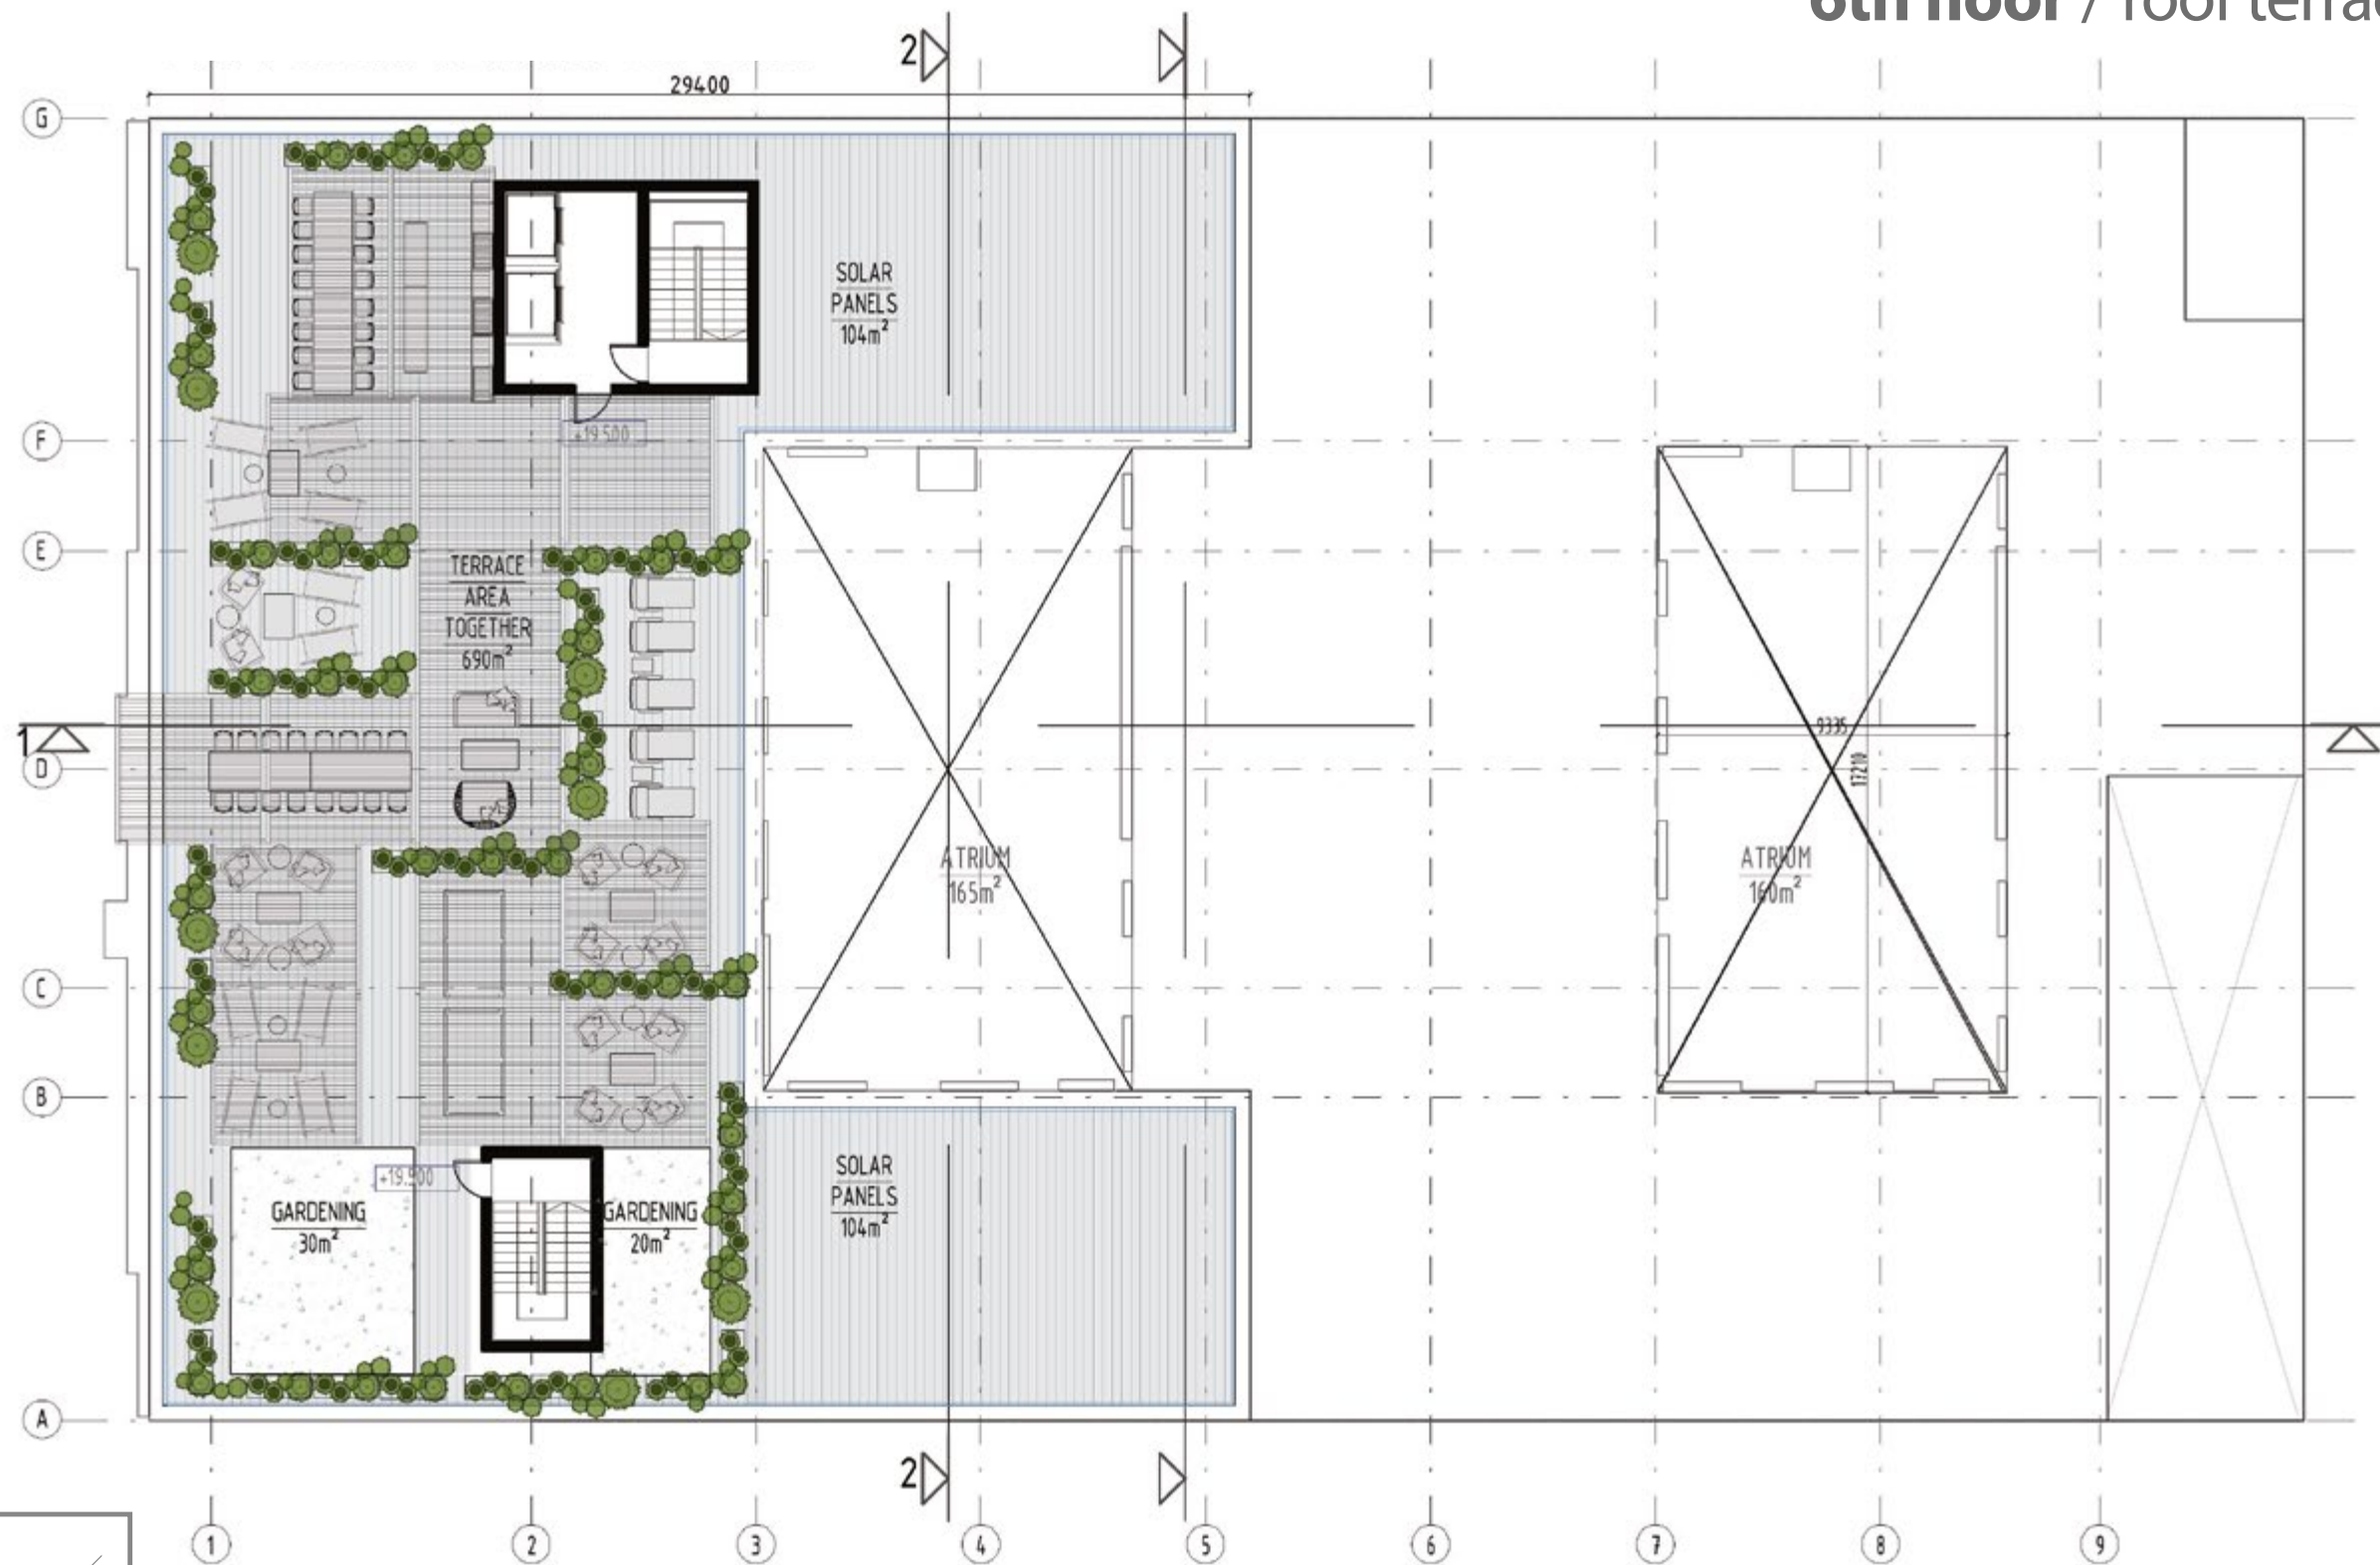 6th floor / roof terrac
2
29400
G
SOLAR
PANELS
104m²
F
+19.500
E
TERRACE
AREA
TOGETHER
690m²
1
9335
D
17210
ATRIUM
165m²
ATRIUM
160m²
C
B
+19.500
SOLAR
PANELS
104m²
GARDENING
30m²
GARDENING
20m²
A
2
1
2
3
4
5
6
7
8
9